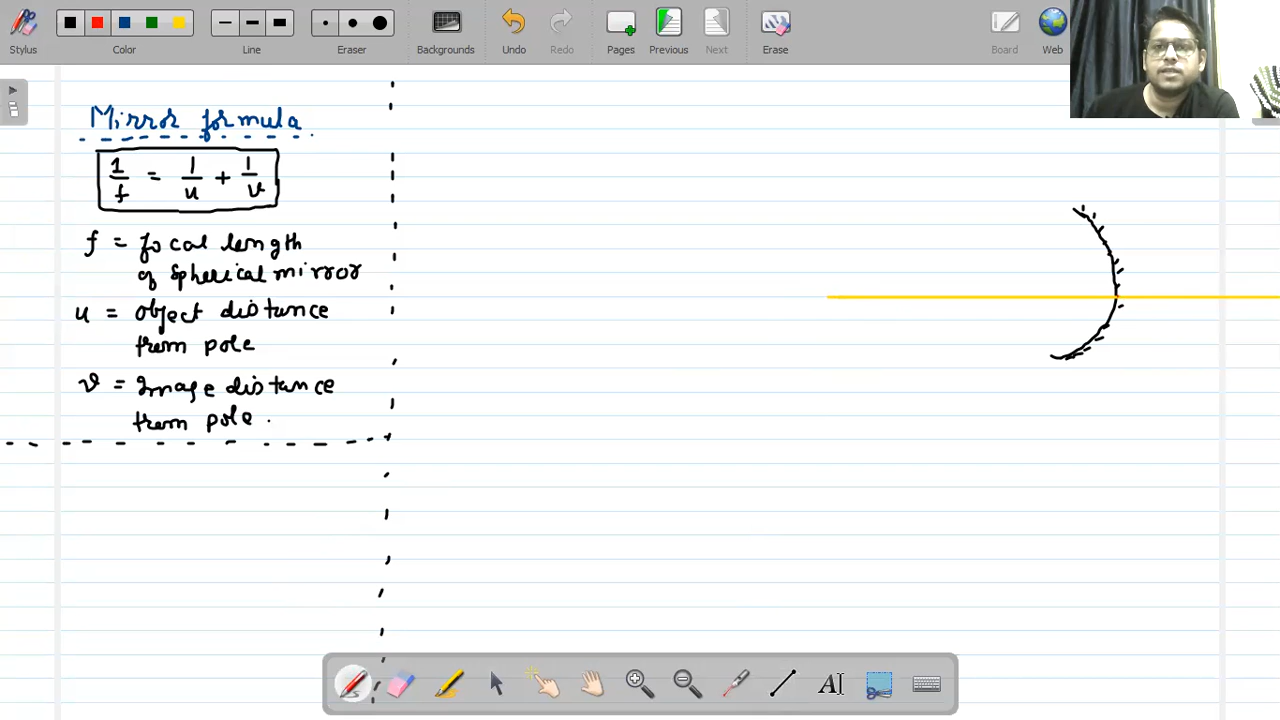 Stylus
Color
Line
Eraser
Backgrounds
Undo
Redo
Pages
Previous
Next
Erase
Board
Web
Mirror formula
1/f = 1/u + 1/v
f = focal length
of spherical mirror
u = object distance
from pole
v = Image distance
from pole.